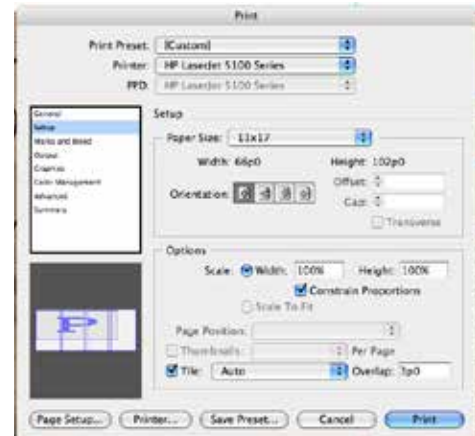 Print
Print Preset: [Custom]
Printer: HP LaserJet 5100 Series
PPD: HP LaserJet 5100 Series
General
Setup
Marks and Bleed
Output
Graphics
Color Management
Advanced
Summary
Setup
Paper Size: 11x17
Width: 66p0 Height: 102p0
Orientation: Offset:
Gap:
Transverse
Options
Scale: Width: 100% Height: 100%
Constrain Proportions
Scale To Fit
Page Position:
Thumbnails: Per Page
Tile: Auto Overlap: 3p0
Page Setup... Printer... Save Preset... Cancel Print